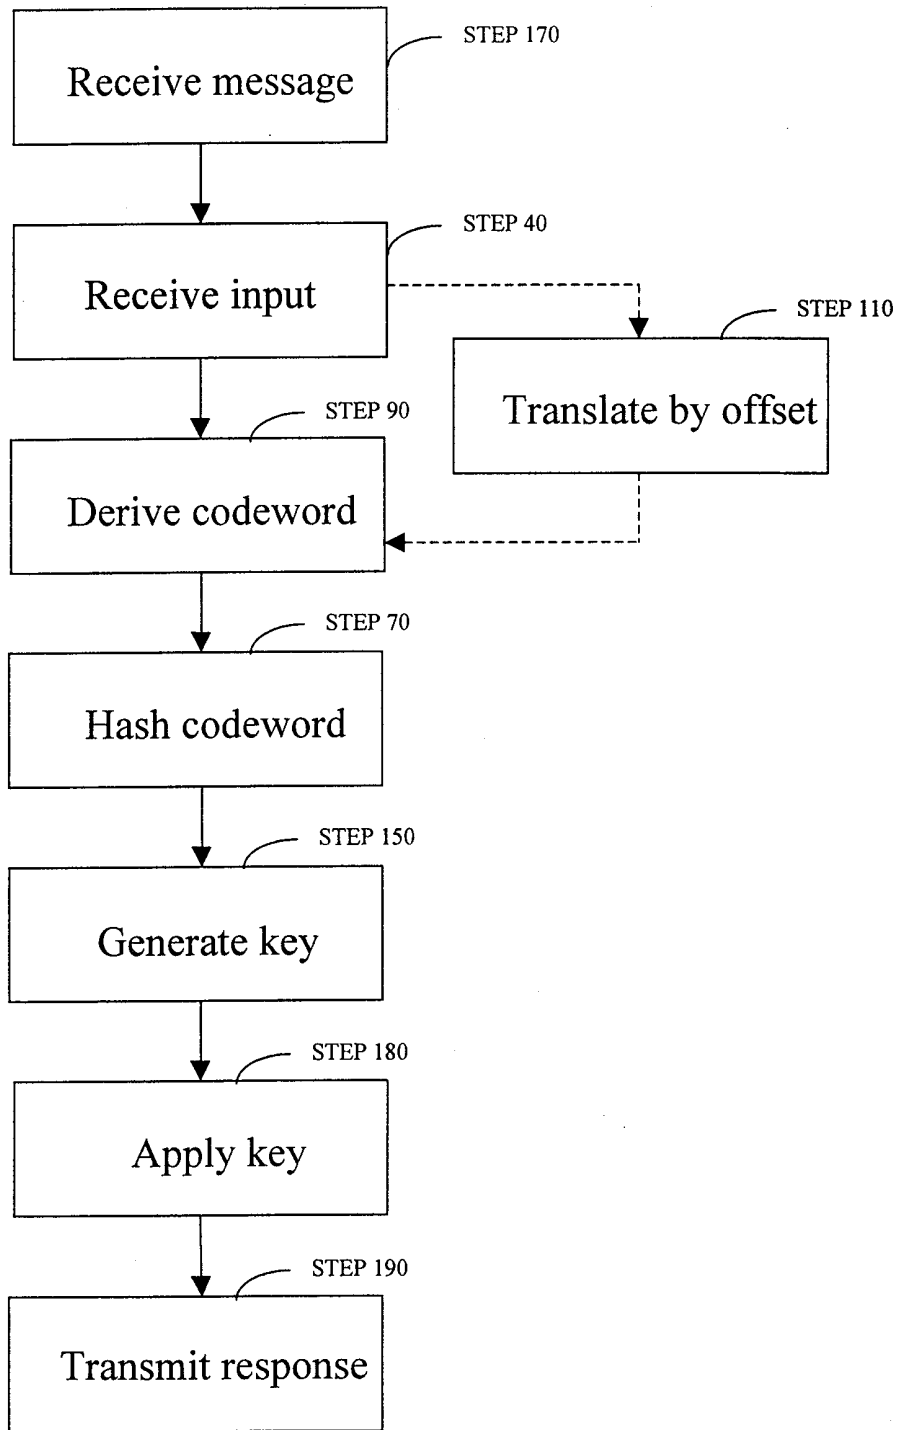 STEP 170
Receive message
STEP 40
Receive input
STEP 110
Translate by offset
STEP 90
Derive codeword
STEP 70
Hash codeword
STEP 150
Generate key
STEP 180
Apply key
STEP 190
Transmit response